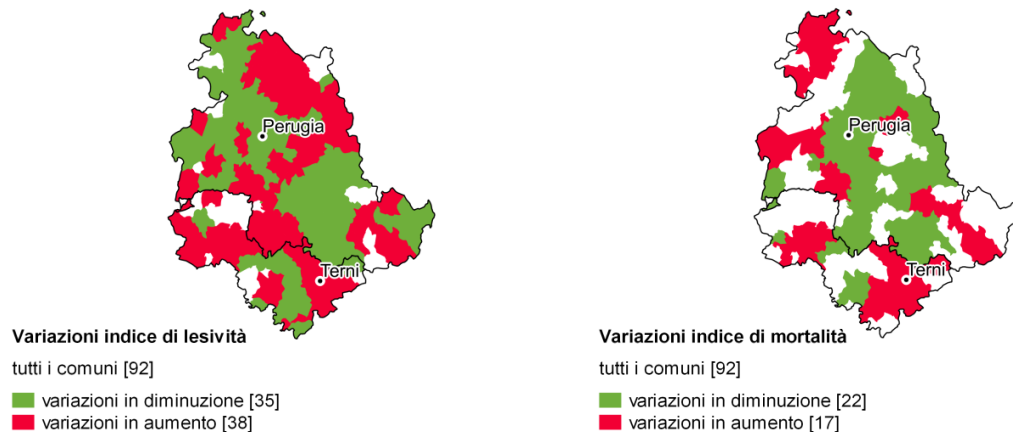 Perugia
Terni
Variazioni indice di lesività
tutti i comuni [92]
variazioni in diminuzione [35]
variazioni in aumento [38]
Perugia
Terni
Variazioni indice di mortalità
tutti i comuni [92]
variazioni in diminuzione [22]
variazioni in aumento [17]